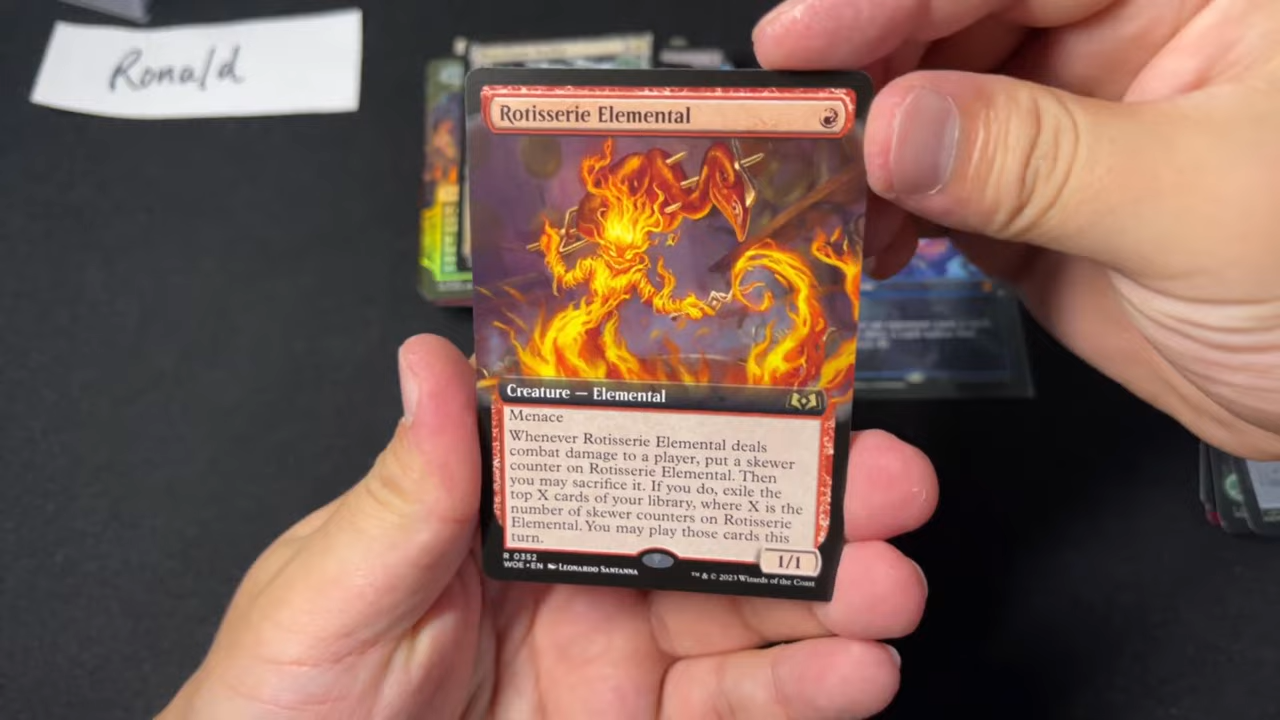 Ronald
Rotisserie Elemental
Creature — Elemental
Menace
Whenever Rotisserie Elemental deals
combat damage to a player, put a skewer
counter on Rotisserie Elemental. Then
you may sacrifice it. If you do, exile the
top X cards of your library, where X is the
number of skewer counters on Rotisserie
Elemental. You may play those cards this
turn.
1/1
R 0352
WOE • EN Leonardo Santanna
™ & © 2023 Wizards of the Coast